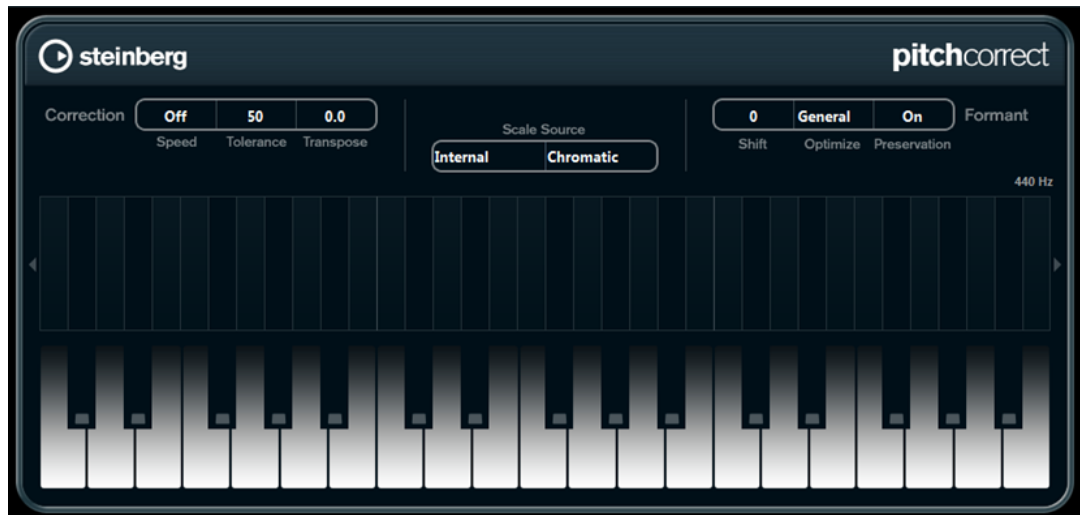 steinberg
pitchcorrect
Correction Off 50 0.0
Speed Tolerance Transpose
Scale Source
Internal Chromatic
0 General On Formant
Shift Optimize Preservation
440 Hz